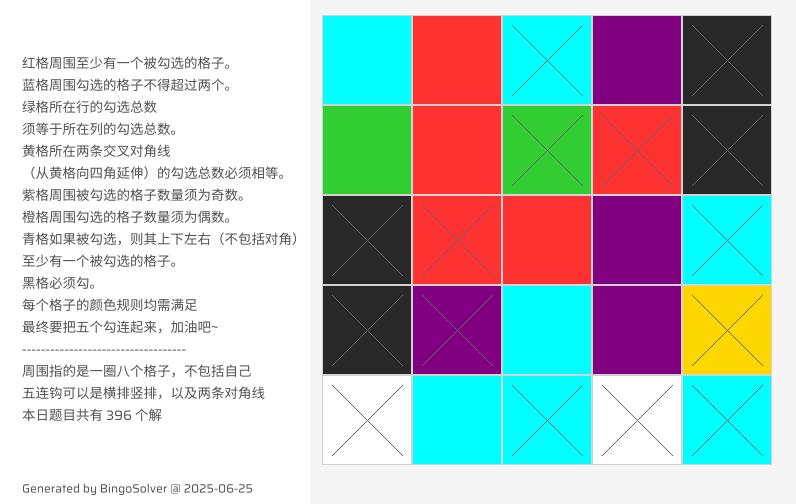 红格周围至少有一个被勾选的格子。
蓝格周围勾选的格子不得超过两个。
绿格所在行的勾选总数
须等于所在列的勾选总数。
黄格所在两条交叉对角线
（从黄格向四角延伸）的勾选总数必须相等。
紫格周围被勾选的格子数量须为奇数。
橙格周围勾选的格子数量须为偶数。
青格如果被勾选，则其上下左右（不包括对角）
至少有一个被勾选的格子。
黑格必须勾。
每个格子的颜色规则均需满足
最终要把五个勾连起来，加油吧~
-----------------------------------
周围指的是一圈八个格子，不包括自己
五连钩可以是横排竖排，以及两条对角线
本日题目共有 396 个解
Generated by BingoSolver @ 2025-06-25